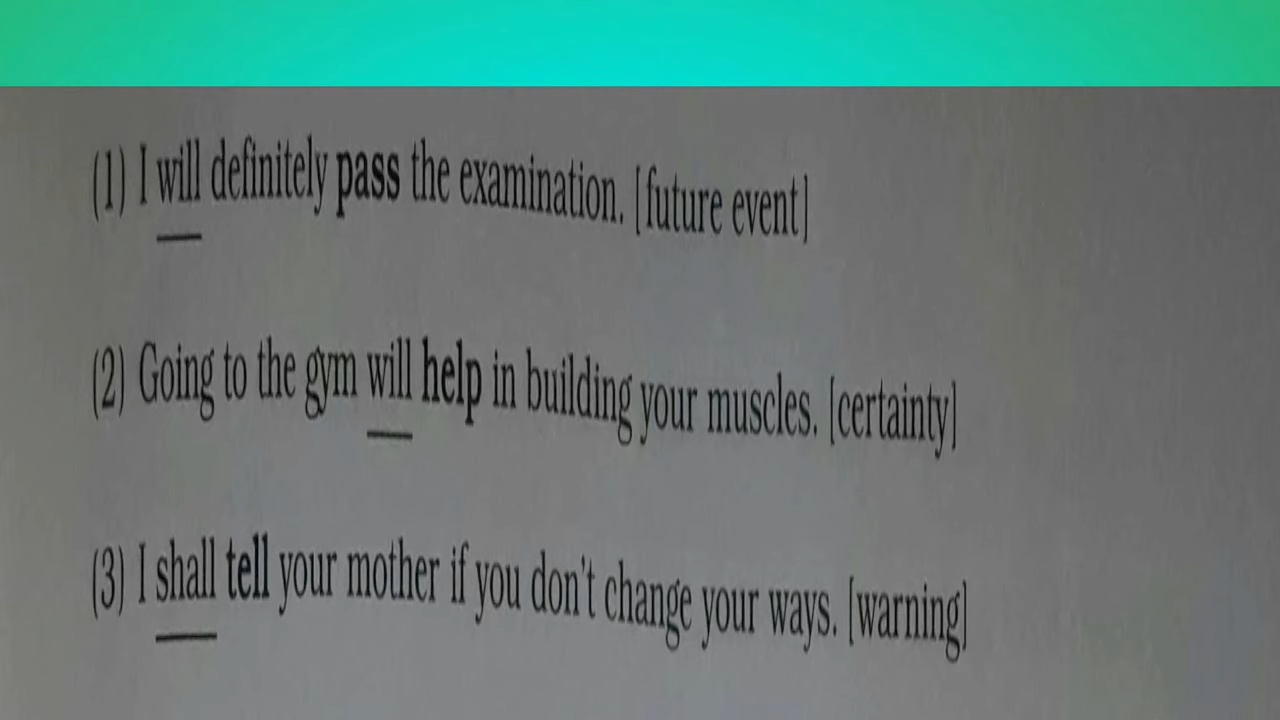 (1) I will definitely pass the examination. [future event]
(2) Going to the gym will help in building your muscles. [certainty]
(3) I shall tell your mother if you don't change your ways. [warning]